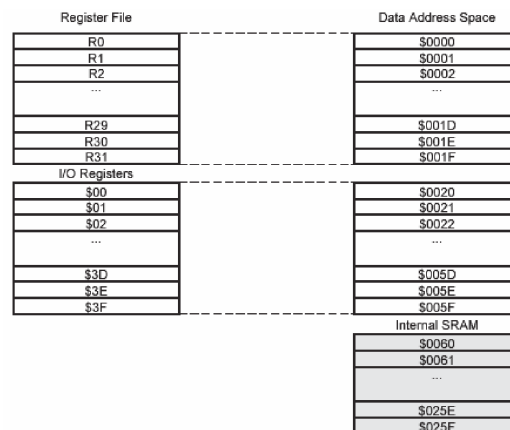 Register File Data Address Space
R0 $0000
R1 $0001
R2 $0002
... ...
R29 $001D
R30 $001E
R31 $001F
I/O Registers
$00 $0020
$01 $0021
$02 $0022
... ...
$3D $005D
$3E $005E
$3F $005F
Internal SRAM
$0060
$0061
...
$025E
$025F